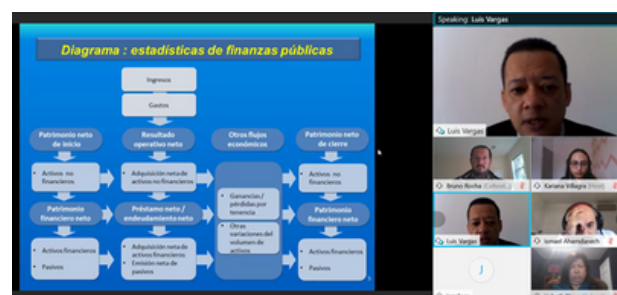 Speaking: Luis Vargas
Diagrama : estadísticas de finanzas públicas
Ingresos
Gastos
Patrimonio neto
de inicio
Resultado
operativo neto
Otros flujos
económicos
Patrimonio neto
de cierre
• Activos no
financieros
• Adquisición neta de
activos no financieros
• Activos no
financieros
Patrimonio
financiero neto
Préstamo neto /
endeudamiento neto
• Ganancias/
pérdidas por
tenencia
• Otras
variaciones del
volumen de
activos
Patrimonio
financiero neto
• Activos financieros
• Pasivos
• Adquisición neta de
activos financieros
• Emisión neta de
pasivos
• Activos financieros
• Pasivos
Luis Vargas
Bruno Rocha
Kariana Villagra (Host)
Luis Vargas
Ismael Ahamdanech
J